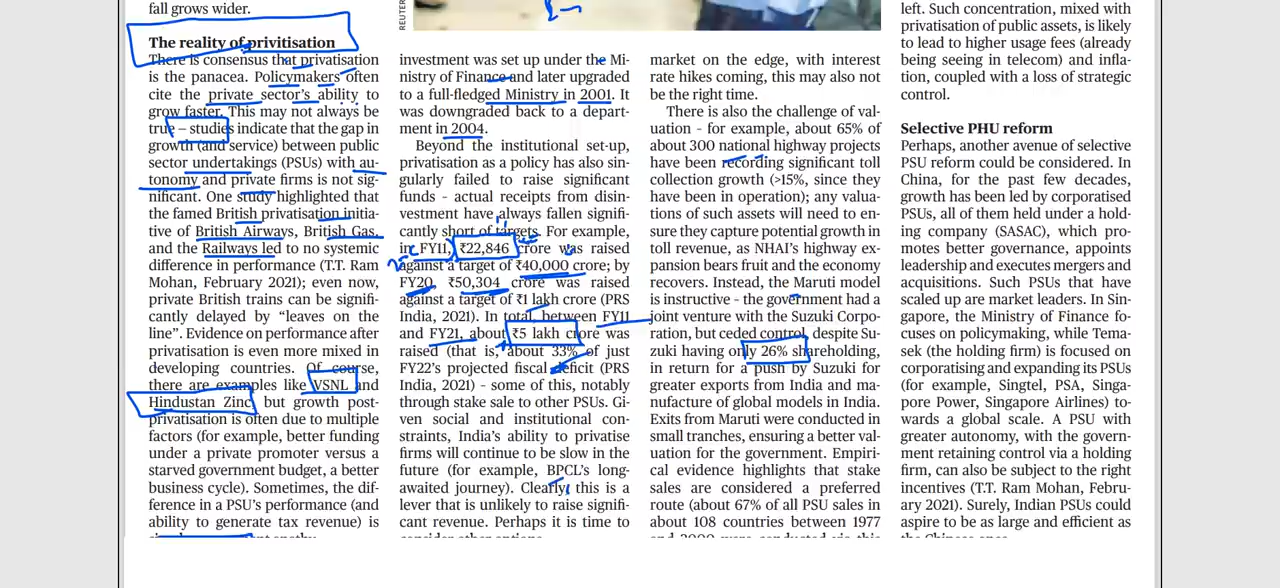 fall grows wider.
The reality of privitisation
There is consensus that privatisation
is the panacea. Policymakers often
cite the private sector's ability to
grow faster. This may not always be
true – studies indicate that the gap in
growth (and service) between public
sector undertakings (PSUs) with au-
tonomy and private firms is not sig-
nificant. One study highlighted that
the famed British privatisation initia-
tive of British Airways, British Gas,
and the Railways led to no systemic
difference in performance (T.T. Ram
Mohan, February 2021); even now,
private British trains can be signifi-
cantly delayed by “leaves on the
line”. Evidence on performance after
privatisation is even more mixed in
developing countries. Of course,
there are examples like VSNL and
Hindustan Zinc, but growth post-
privatisation is often due to multiple
factors (for example, better funding
under a private promoter versus a
starved government budget, a better
business cycle). Sometimes, the dif-
ference in a PSU's performance (and
ability to generate tax revenue) is
REUTER
investment was set up under the Mi-
nistry of Finance and later upgraded
to a full-fledged Ministry in 2001. It
was downgraded back to a depart-
ment in 2004.
Beyond the institutional set-up,
privatisation as a policy has also sin-
gularly failed to raise significant
funds - actual receipts from disin-
vestment have always fallen signifi-
cantly short of targets. For example,
in FY11, ₹22,846 crore was raised
against a target of ₹40,000 crore; by
FY20, ₹50,304 crore was raised
against a target of ₹1 lakh crore (PRS
India, 2021). In total, between FY11
and FY21, about ₹5 lakh crore was
raised (that is, about 33% of just
FY22's projected fiscal deficit (PRS
India, 2021) - some of this, notably
through stake sale to other PSUs. Gi-
ven social and institutional con-
straints, India's ability to privatise
firms will continue to be slow in the
future (for example, BPCL's long-
awaited journey). Clearly, this is a
lever that is unlikely to raise signifi-
cant revenue. Perhaps it is time to
consider other options.
market on the edge, with interest
rate hikes coming, this may also not
be the right time.
There is also the challenge of val-
uation - for example, about 65% of
about 300 national highway projects
have been recording significant toll
collection growth (>15%, since they
have been in operation); any valua-
tions of such assets will need to en-
sure they capture potential growth in
toll revenue, as NHAI's highway ex-
pansion bears fruit and the economy
recovers. Instead, the Maruti model
is instructive - the government had a
joint venture with the Suzuki Corpo-
ration, but ceded control, despite Su-
zuki having only 26% shareholding,
in return for a push by Suzuki for
greater exports from India and ma-
nufacture of global models in India.
Exits from Maruti were conducted in
small tranches, ensuring a better val-
uation for the government. Empiri-
cal evidence highlights that stake
sales are considered a preferred
route (about 67% of all PSU sales in
about 108 countries between 1977
and 2000 were conducted via this
left. Such concentration, mixed with
privatisation of public assets, is likely
to lead to higher usage fees (already
being seen in telecom) and infla-
tion, coupled with a loss of strategic
control.
Selective PHU reform
Perhaps, another avenue of selective
PSU reform could be considered. In
China, for the past few decades,
growth has been led by corporatised
PSUs, all of them held under a hold-
ing company (SASAC), which pro-
motes better governance, appoints
leadership and executes mergers and
acquisitions. Such PSUs that have
scaled up are market leaders. In Sin-
gapore, the Ministry of Finance fo-
cuses on policymaking, while Tema-
sek (the holding firm) is focused on
corporatising and expanding its PSUs
(for example, Singtel, PSA, Singa-
pore Power, Singapore Airlines) to-
wards a global scale. A PSU with
greater autonomy, with the govern-
ment retaining control via a holding
firm, can also be subject to the right
incentives (T.T. Ram Mohan, Febru-
ary 2021). Surely, Indian PSUs could
aspire to be as large and efficient as
the Chinese ones.